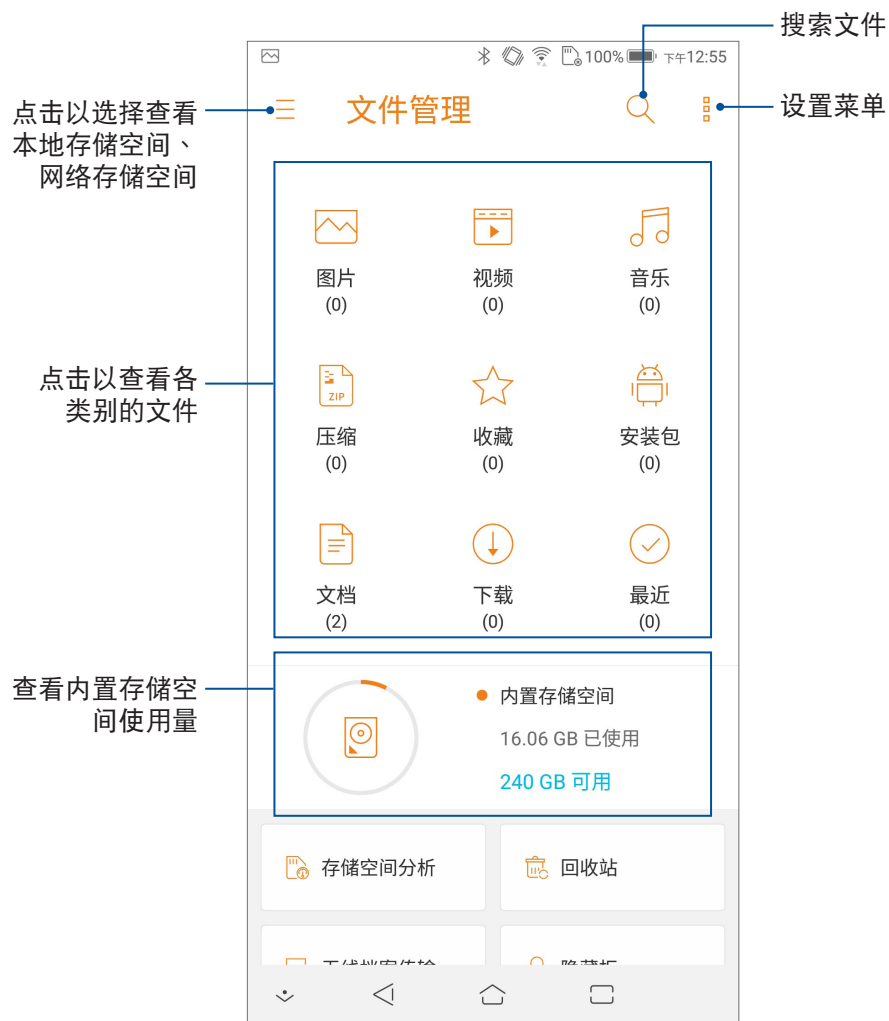 搜索文件
100%
下午12:55
点击以选择查看
本地存储空间、
网络存储空间
文件管理
设置菜单
图片
(0)
视频
(0)
音乐
(0)
点击以查看各
类别的文件
ZIP
压缩
(0)
收藏
(0)
安装包
(0)
文档
(2)
下载
(0)
最近
(0)
查看内置存储空
间使用量
内置存储空间
16.06 GB 已使用
240 GB 可用
存储空间分析
回收站